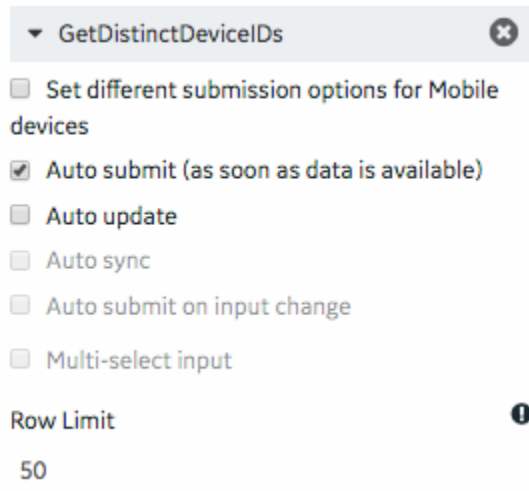 GetDistinctDeviceIDs
Set different submission options for Mobile
devices
Auto submit (as soon as data is available)
Auto update
Auto sync
Auto submit on input change
Multi-select input
Row Limit
50